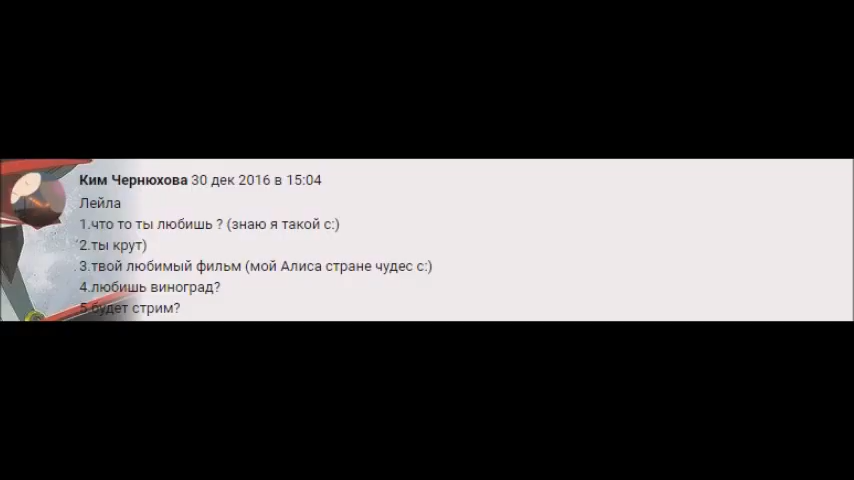 Ким Чернюхова 30 дек 2016 в 15:04
Лейла
1.что то ты любишь ? (знаю я такой с:)
2.ты крут)
3.твой любимый фильм (мой Алиса стране чудес с:)
4.любишь виноград?
5.будет стрим?